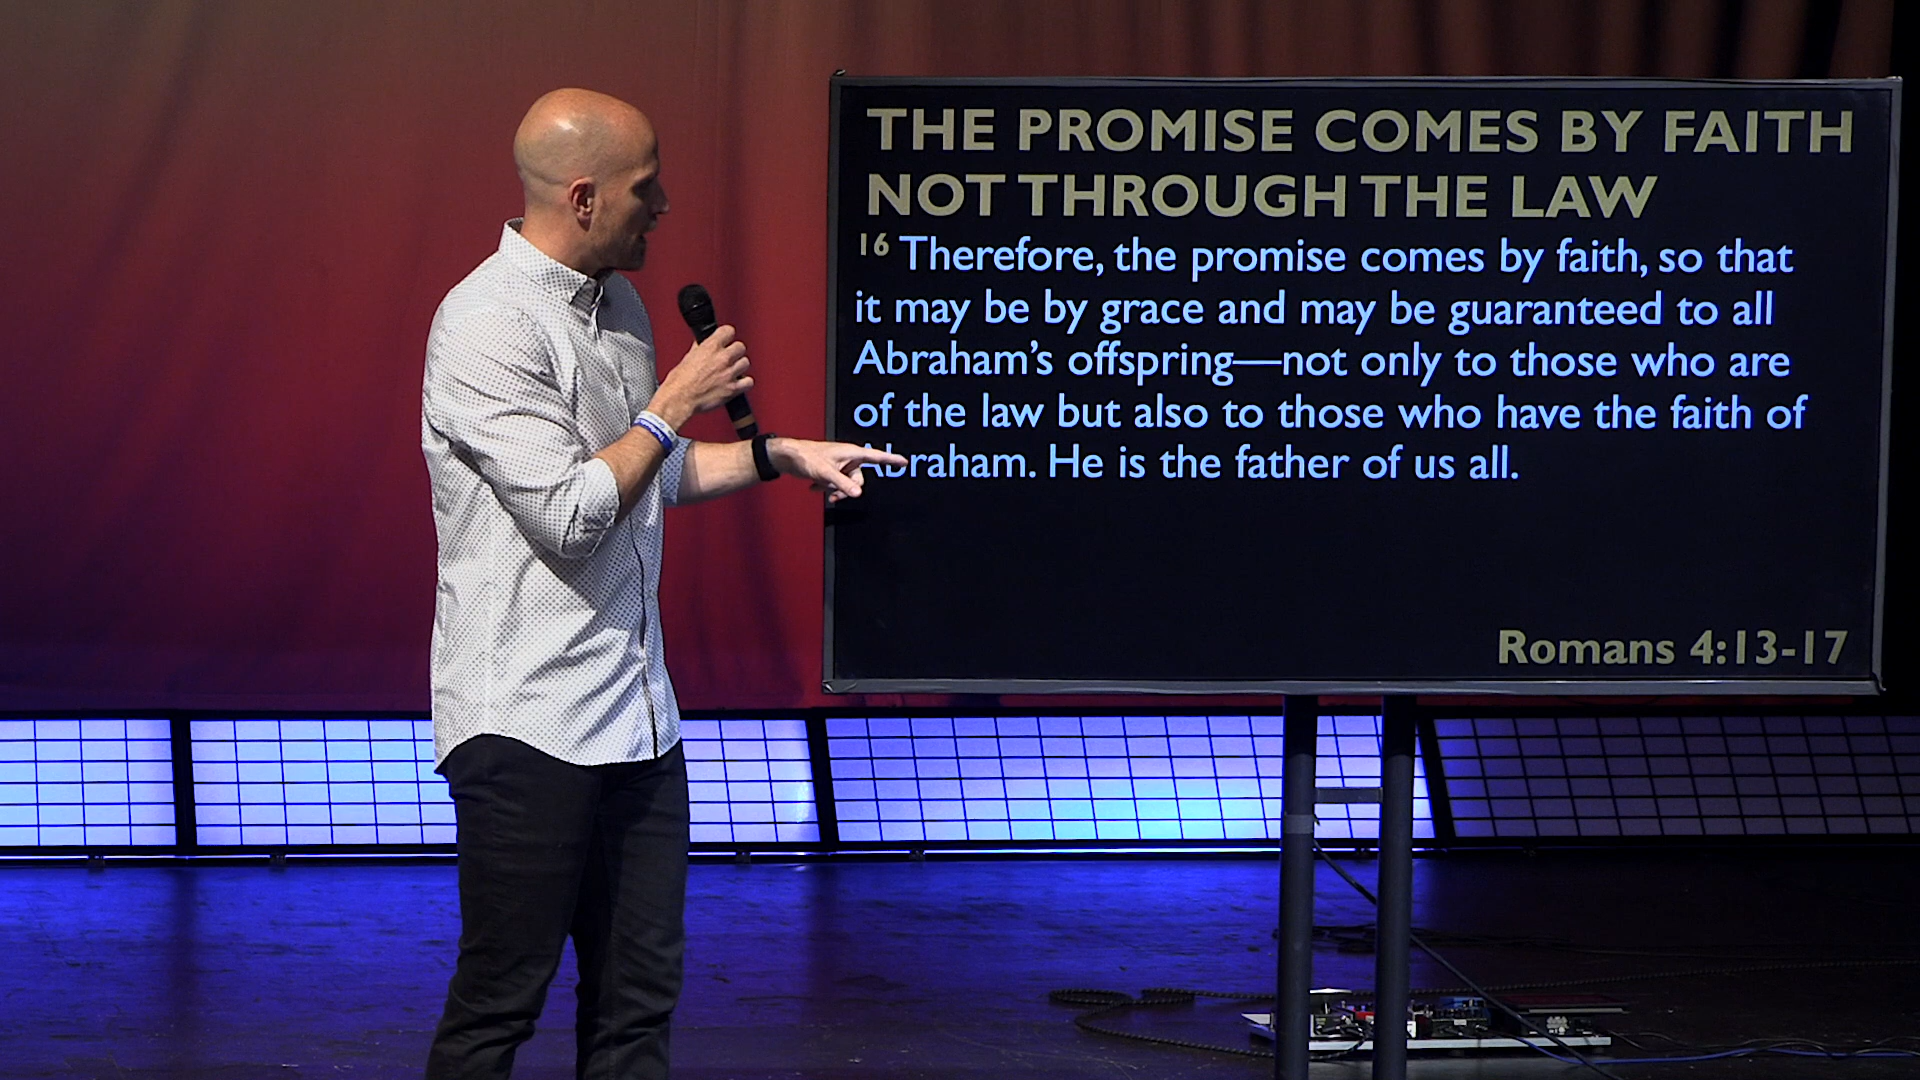 THE PROMISE COMES BY FAITH
NOT THROUGH THE LAW
16 Therefore, the promise comes by faith, so that
it may be by grace and may be guaranteed to all
Abraham's offspring—not only to those who are
of the law but also to those who have the faith of
Abraham. He is the father of us all.
Romans 4:13-17